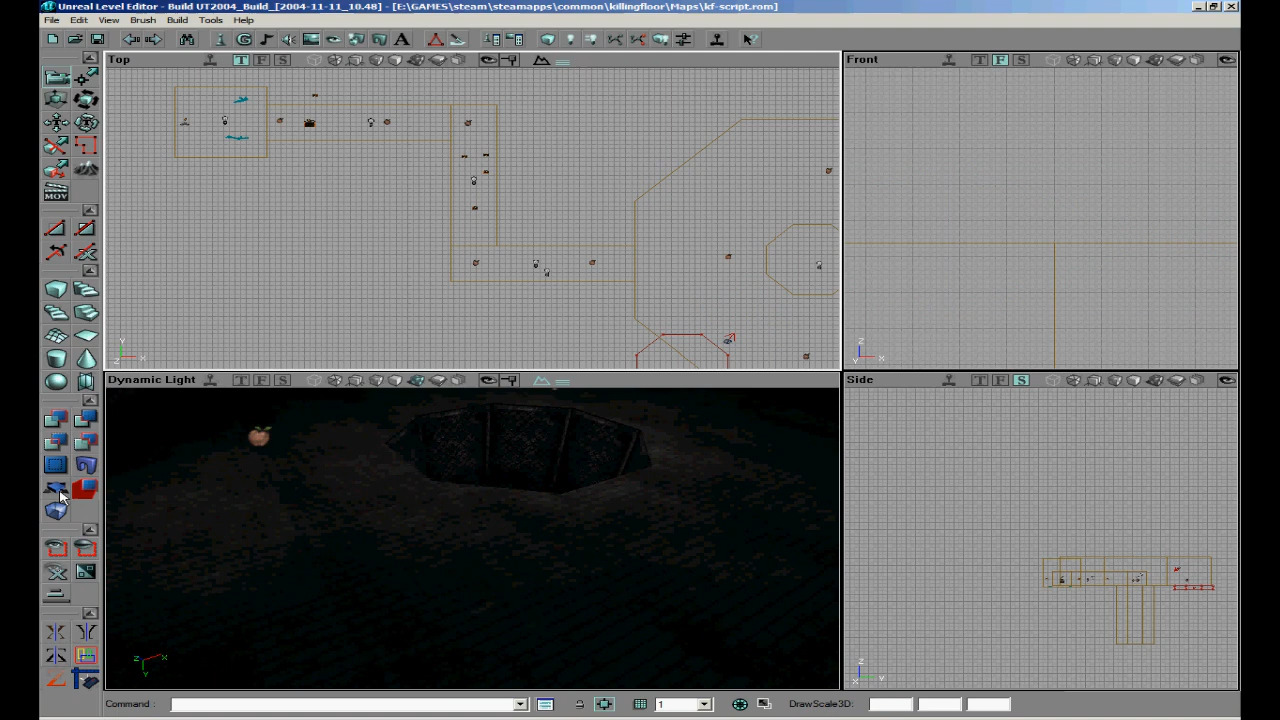 Unreal Level Editor - Build UT2004_Build_[2004-11-11_10.48] - [E:\GAMES\steam\steamapps\common\killingfloor\Maps\kf-script.rom]
File Edit View Brush Build Tools Help
Top T F S
Front T F S
MOV
Dynamic Light T F S
Side T F S
Command :
1
DrawScale3D: